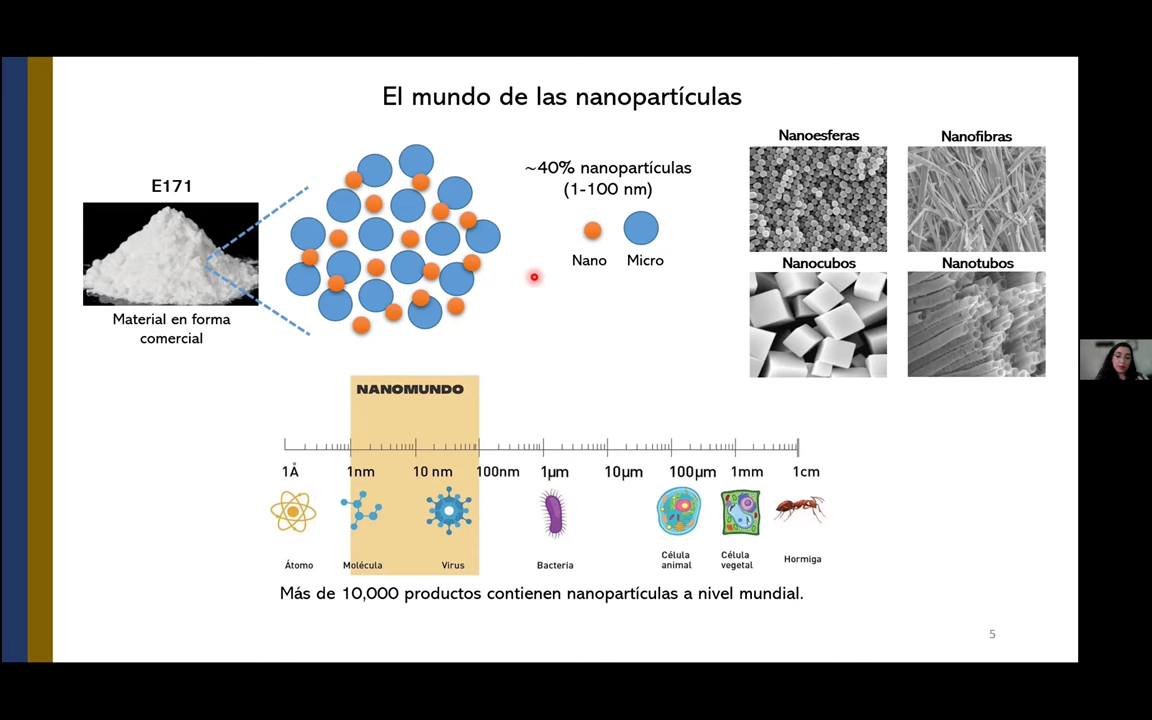 El mundo de las nanopartículas
E171
Material en forma
comercial
~40% nanopartículas
(1-100 nm)
Nano
Micro
Nanoesferas
Nanofibras
Nanocubos
Nanotubos
NANOMUNDO
1Å
1nm
10 nm
100nm
1µm
10µm
100µm
1mm
1cm
Átomo
Molécula
Virus
Bacteria
Célula
animal
Célula
vegetal
Hormiga
Más de 10,000 productos contienen nanopartículas a nivel mundial.
5